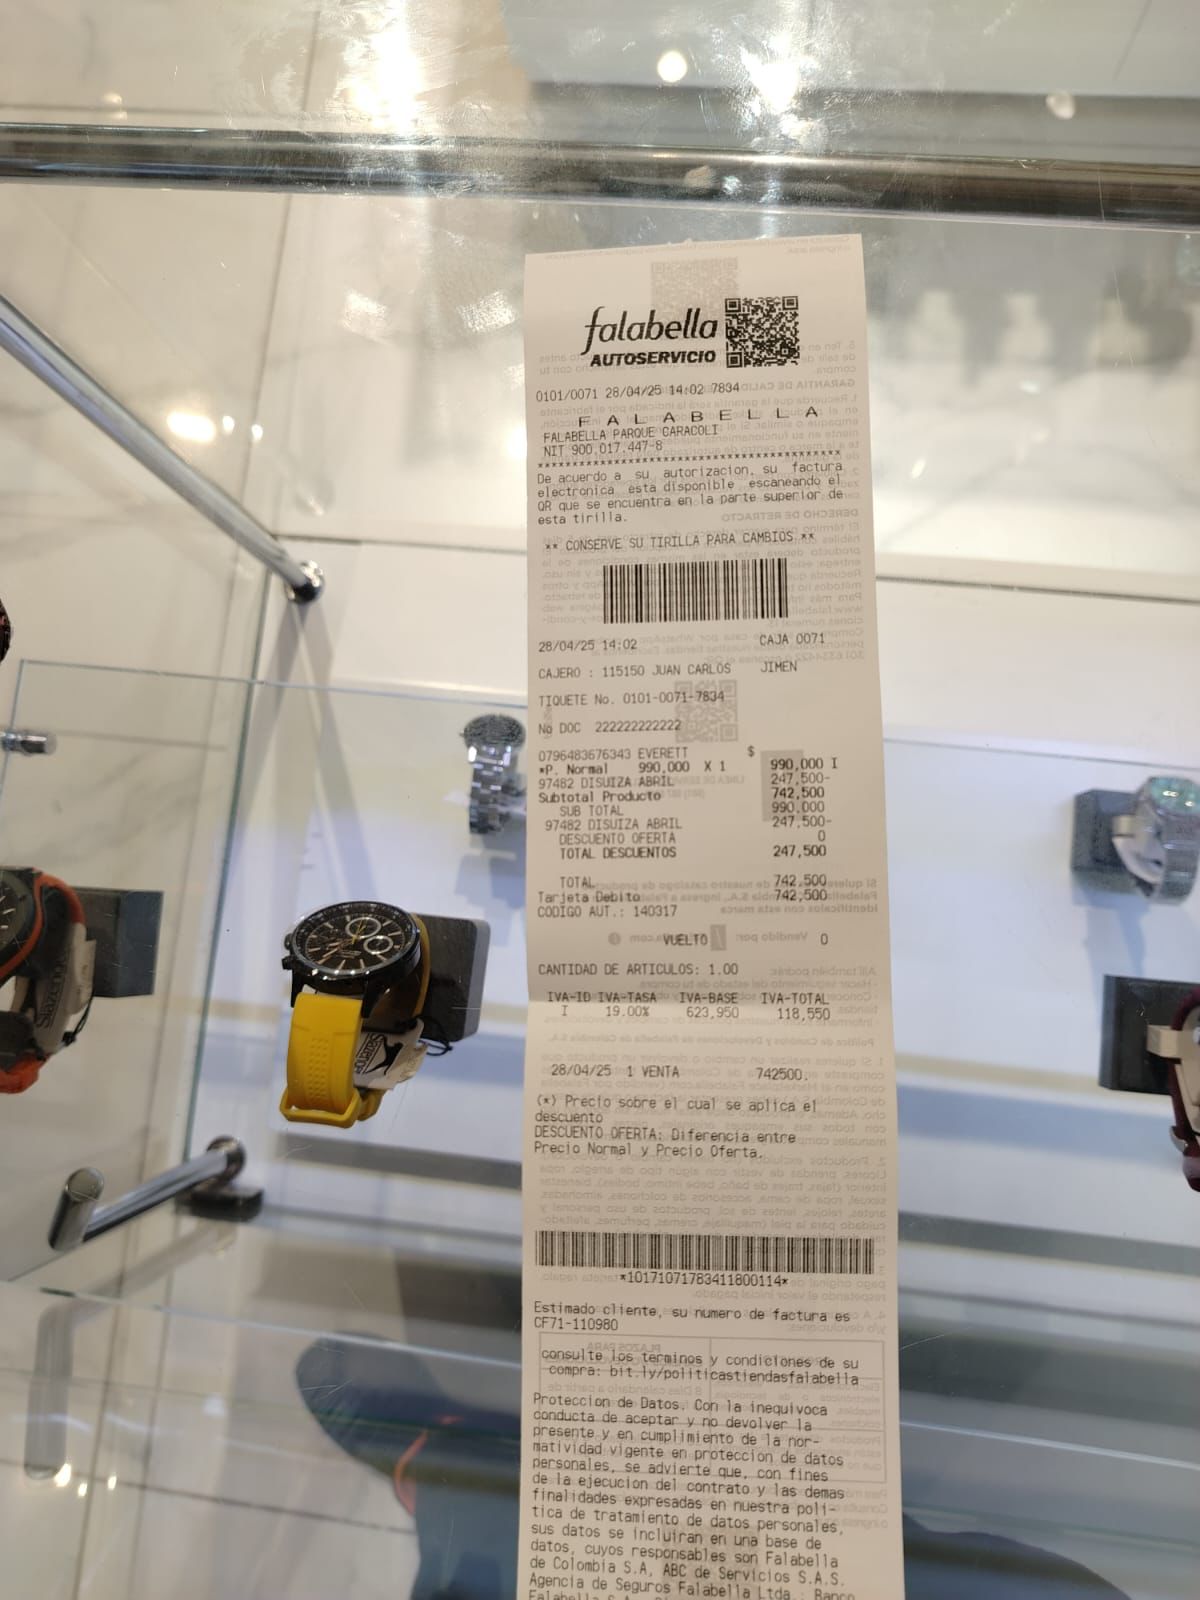 falabella
AUTOSERVICIO
0101/0071 28/04/25 14:02 7834
F A L A B E L L A
FALABELLA PARQUE CARACOLI
NIT 900.017.447-8
******************************************
De acuerdo a su autorizacion, su factura
electronica esta disponible escaneando el
QR que se encuentra en la parte superior de
esta tirilla.
** CONSERVE SU TIRILLA PARA CAMBIOS **
28/04/25 14:02 CAJA 0071
CAJERO : 115150 JUAN CARLOS JIMEN
TIQUETE No. 0101-0071-7834
No DOC 222222222222
0796483676343 EVERETT $
*P. Normal 990,000 X 1 990,000 I
97482 DISUIZA ABRIL 247,500-
Subtotal Producto 742,500
SUB TOTAL 990,000
97482 DISUIZA ABRIL 247,500-
DESCUENTO OFERTA 0
TOTAL DESCUENTOS 247,500
TOTAL 742,500
Tarjeta Debito 742,500
CODIGO AUT.: 140317
VUELTO 0
CANTIDAD DE ARTICULOS: 1.00
IVA-ID IVA-TASA IVA-BASE IVA-TOTAL
I 19.00% 623,950 118,550
28/04/25 1 VENTA 742500.
(*) Precio sobre el cual se aplica el
descuento
DESCUENTO OFERTA: Diferencia entre
Precio Normal y Precio Oferta.
*10171071783411800114*
Estimado cliente, su numero de factura es
CF71-110980
consulte los terminos y condiciones de su
compra: bit.ly/politicastiendasfalabella
Proteccion de Datos. Con la inequivoca
conducta de aceptar y no devolver la
presente y en cumplimiento de la nor-
matividad vigente en proteccion de datos
personales, se advierte que, con fines
de la ejecucion del contrato y las demas
finalidades expresadas en nuestra poli-
tica de tratamiento de datos personales,
sus datos se incluiran en una base de
datos, cuyos responsables son Falabella
de Colombia S.A, ABC de Servicios S.A.S.
Agencia de Seguros Falabella Ltda., Banco
Slazenger
Slazenger